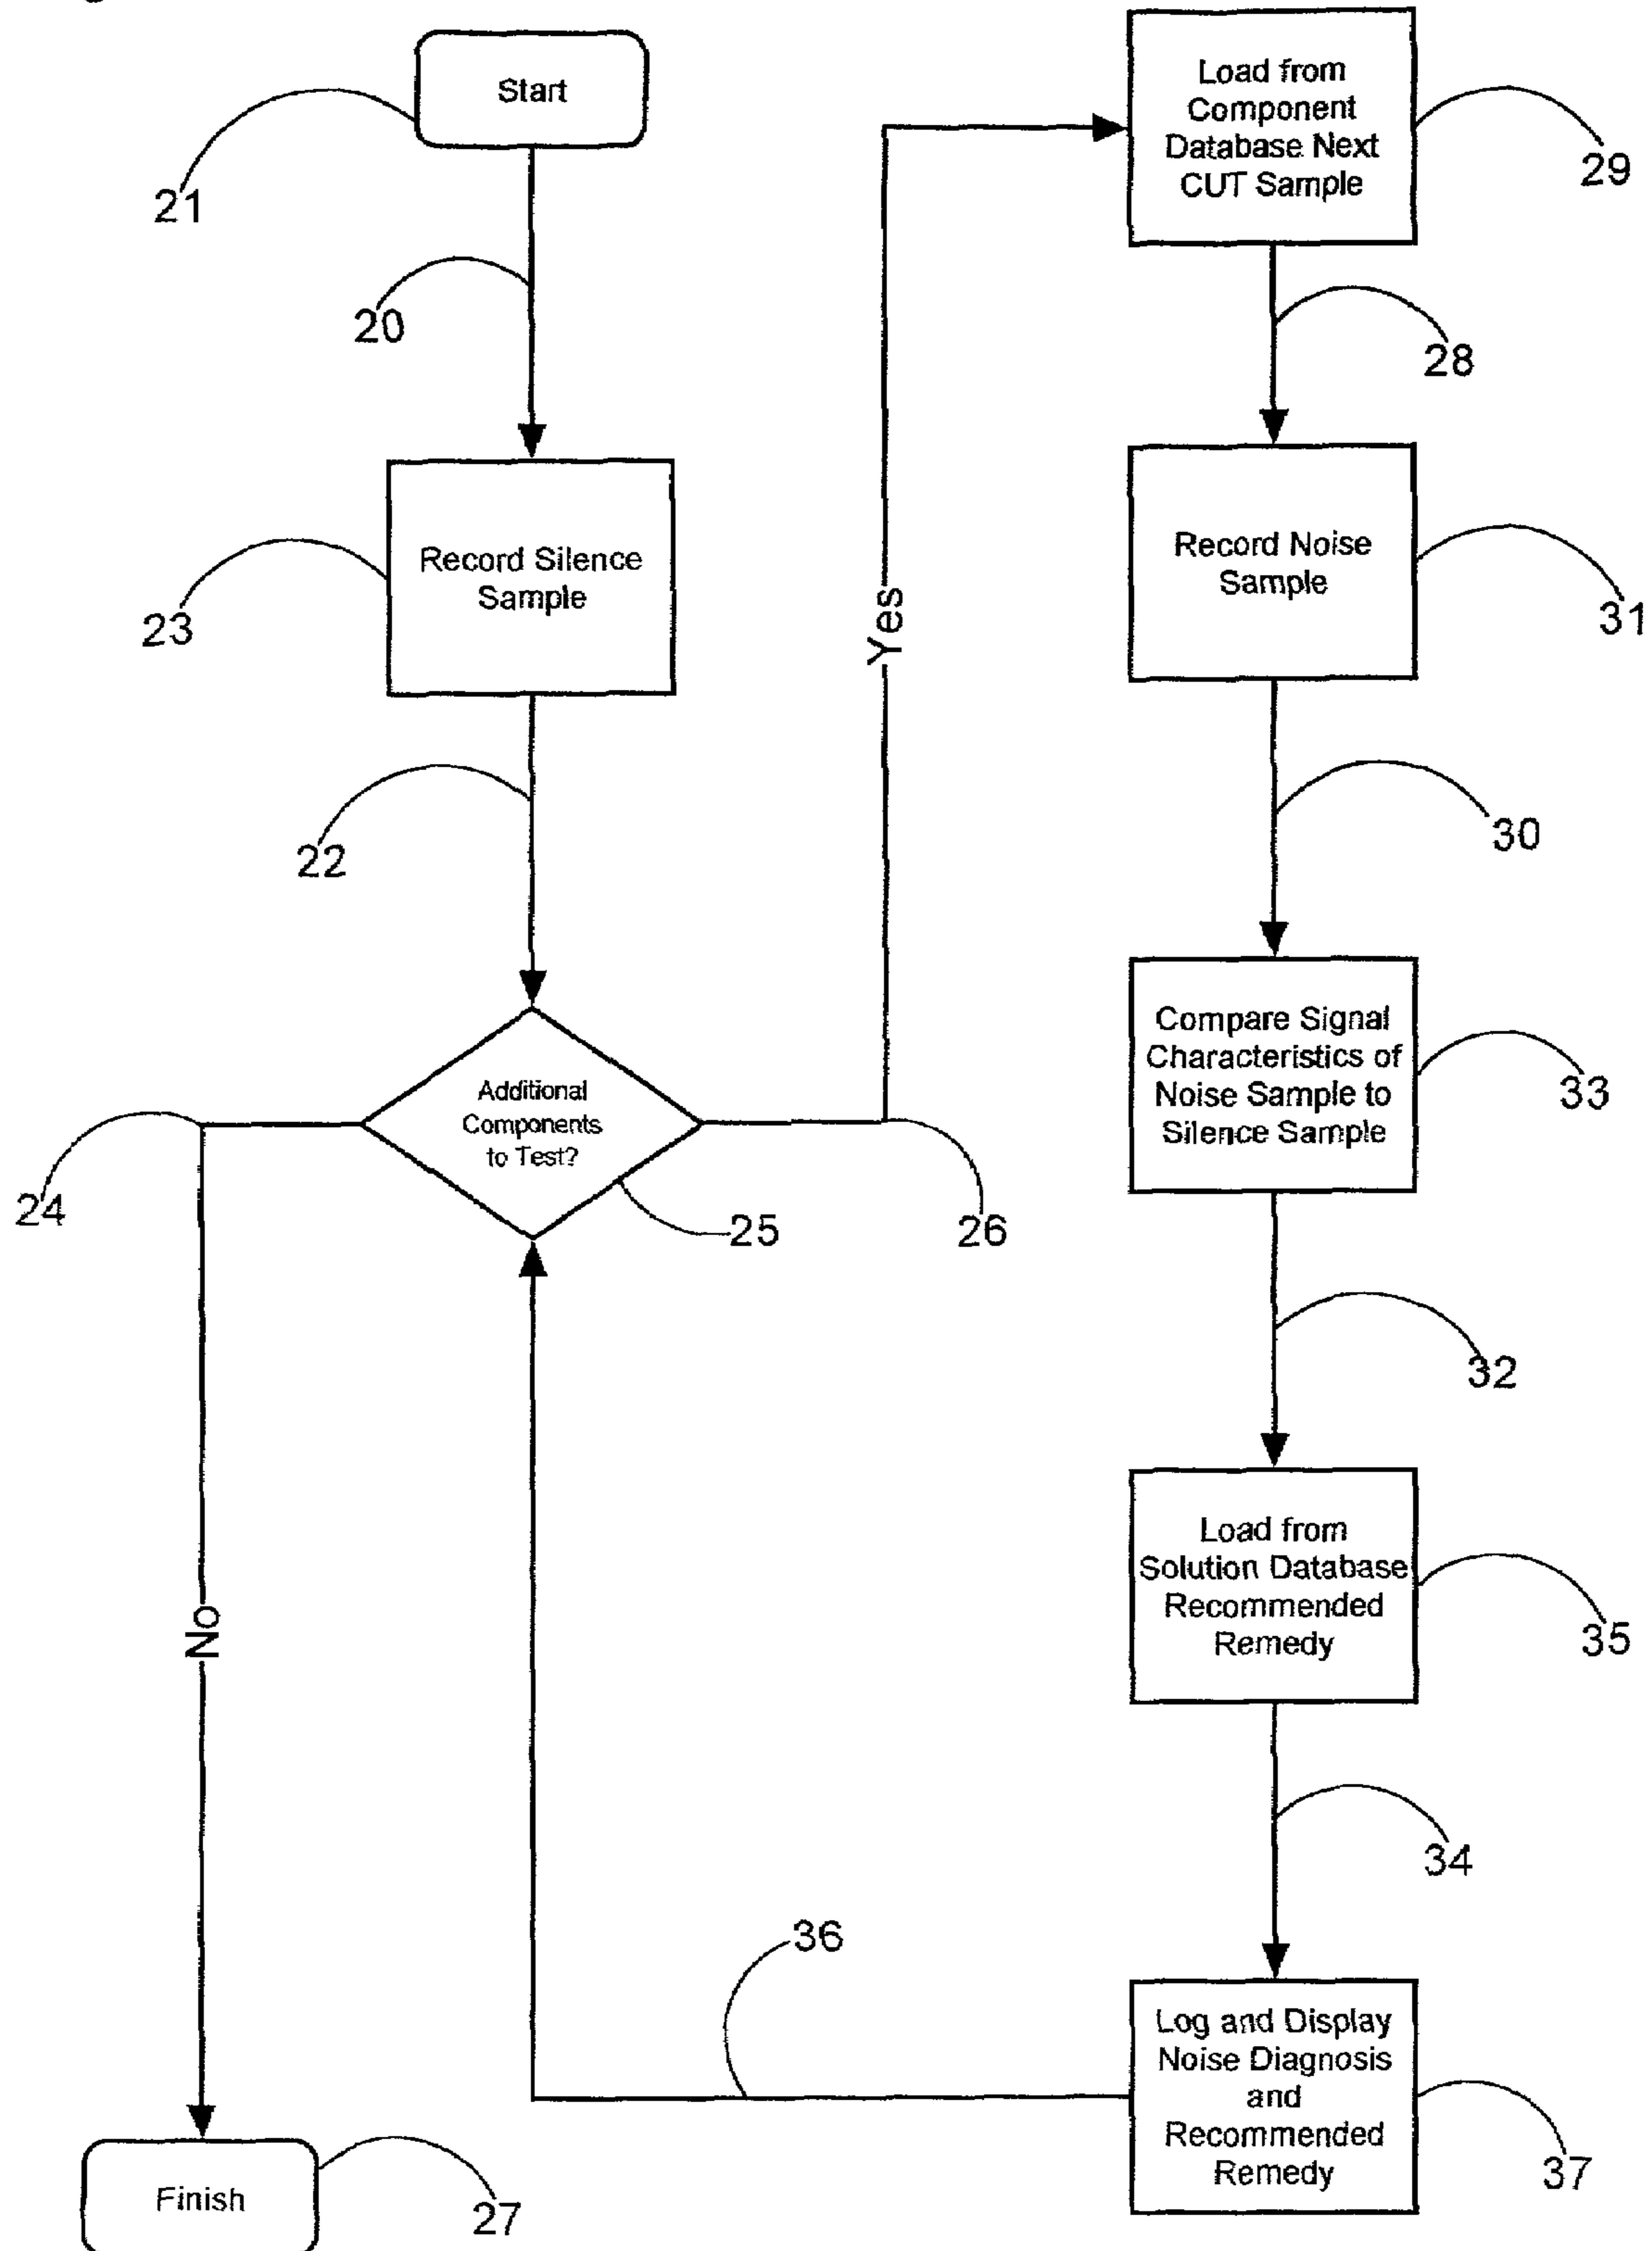 Start
21
20
Record Silence
Sample
23
22
Additional
Components
to Test?
24
25
26
No
Yes
Finish
27
Load from
Component
Database Next
CUT Sample
29
28
Record Noise
Sample
31
30
Compare Signal
Characteristics of
Noise Sample to
Silence Sample
33
32
Load from
Solution Database
Recommended
Remedy
35
34
Log and Display
Noise Diagnosis
and
Recommended
Remedy
37
36